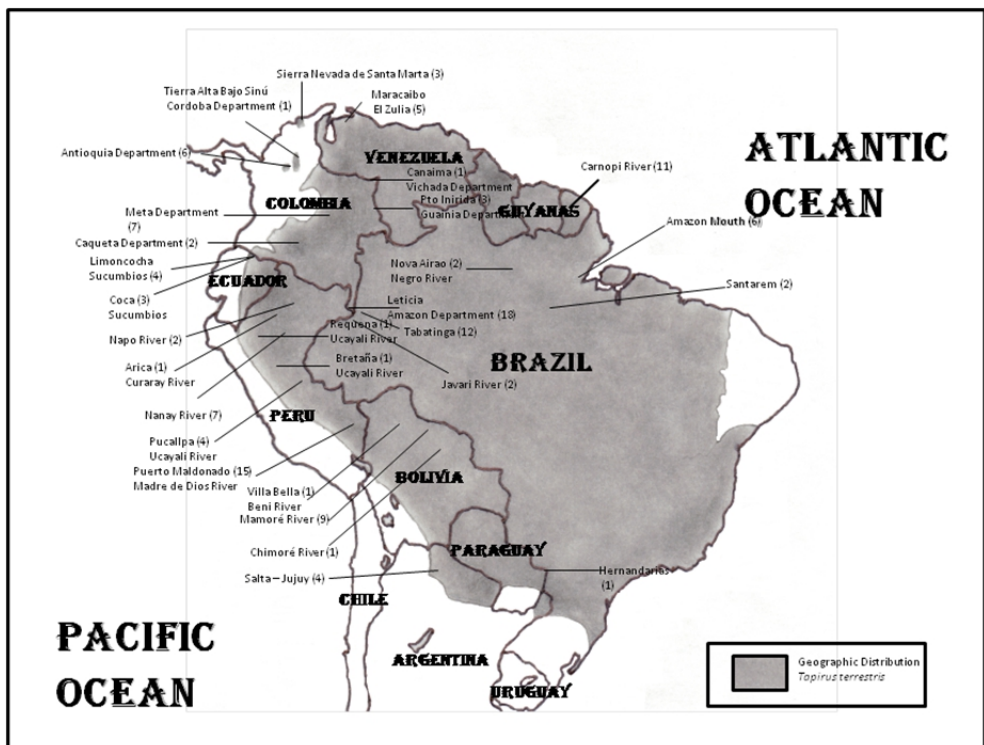 Sierra Nevada de Santa Marta (3)
Tierra Alta Bajo Sinú
Cordoba Department (1)
Maracaibo
El Zulia (5)
Antioquia Department (6)
VENEZUELA
Canaima (1)
Vichada Department
Pto Inirida (3)
Guainia Depart
Carnopi River (11)
GUYANAS
ATLANTIC
OCEAN
COLOMBIA
Meta Department
(7)
Amazon Mouth (6)
Caqueta Department (2)
Limoncocha
Sucumbios (4)
ECUADOR
Nova Airao (2)
Negro River
Santarem (2)
Coca (3)
Sucumbios
Leticia
Amazon Department (18)
Napo River (2)
Requena (1)
Ucayali River
Tabatinga (12)
Arica (1)
Curaray River
Bretaña (1)
Ucayali River
BRAZIL
Javari River (2)
Nanay River (7)
PERU
Pucallpa (4)
Ucayali River
Puerto Maldonado (15)
Madre de Dios River
BOLIVIA
Villa Bella (1)
Beni River
Mamoré River (9)
Chimoré River (1)
PARAGUAY
Salta – Jujuy (4)
Hernandarias
(1)
CHILE
PACIFIC
OCEAN
ARGENTINA
URUGUAY
Geographic Distribution
Tapirus terrestris